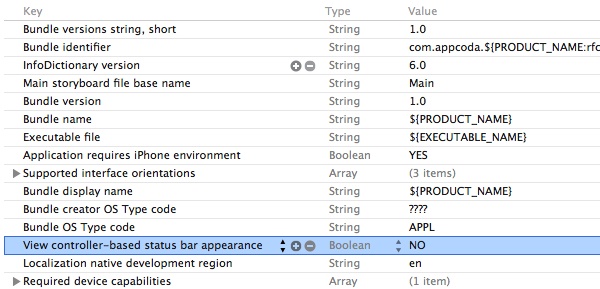 Key Type Value
Bundle versions string, short String 1.0
Bundle identifier String com.appcoda.${PRODUCT_NAME:rfc
InfoDictionary version String 6.0
Main storyboard file base name String Main
Bundle version String 1.0
Bundle name String ${PRODUCT_NAME}
Executable file String ${EXECUTABLE_NAME}
Application requires iPhone environment Boolean YES
Supported interface orientations Array (3 items)
Bundle display name String ${PRODUCT_NAME}
Bundle creator OS Type code String ????
Bundle OS Type code String APPL
View controller-based status bar appearance Boolean NO
Localization native development region String en
Required device capabilities Array (1 item)